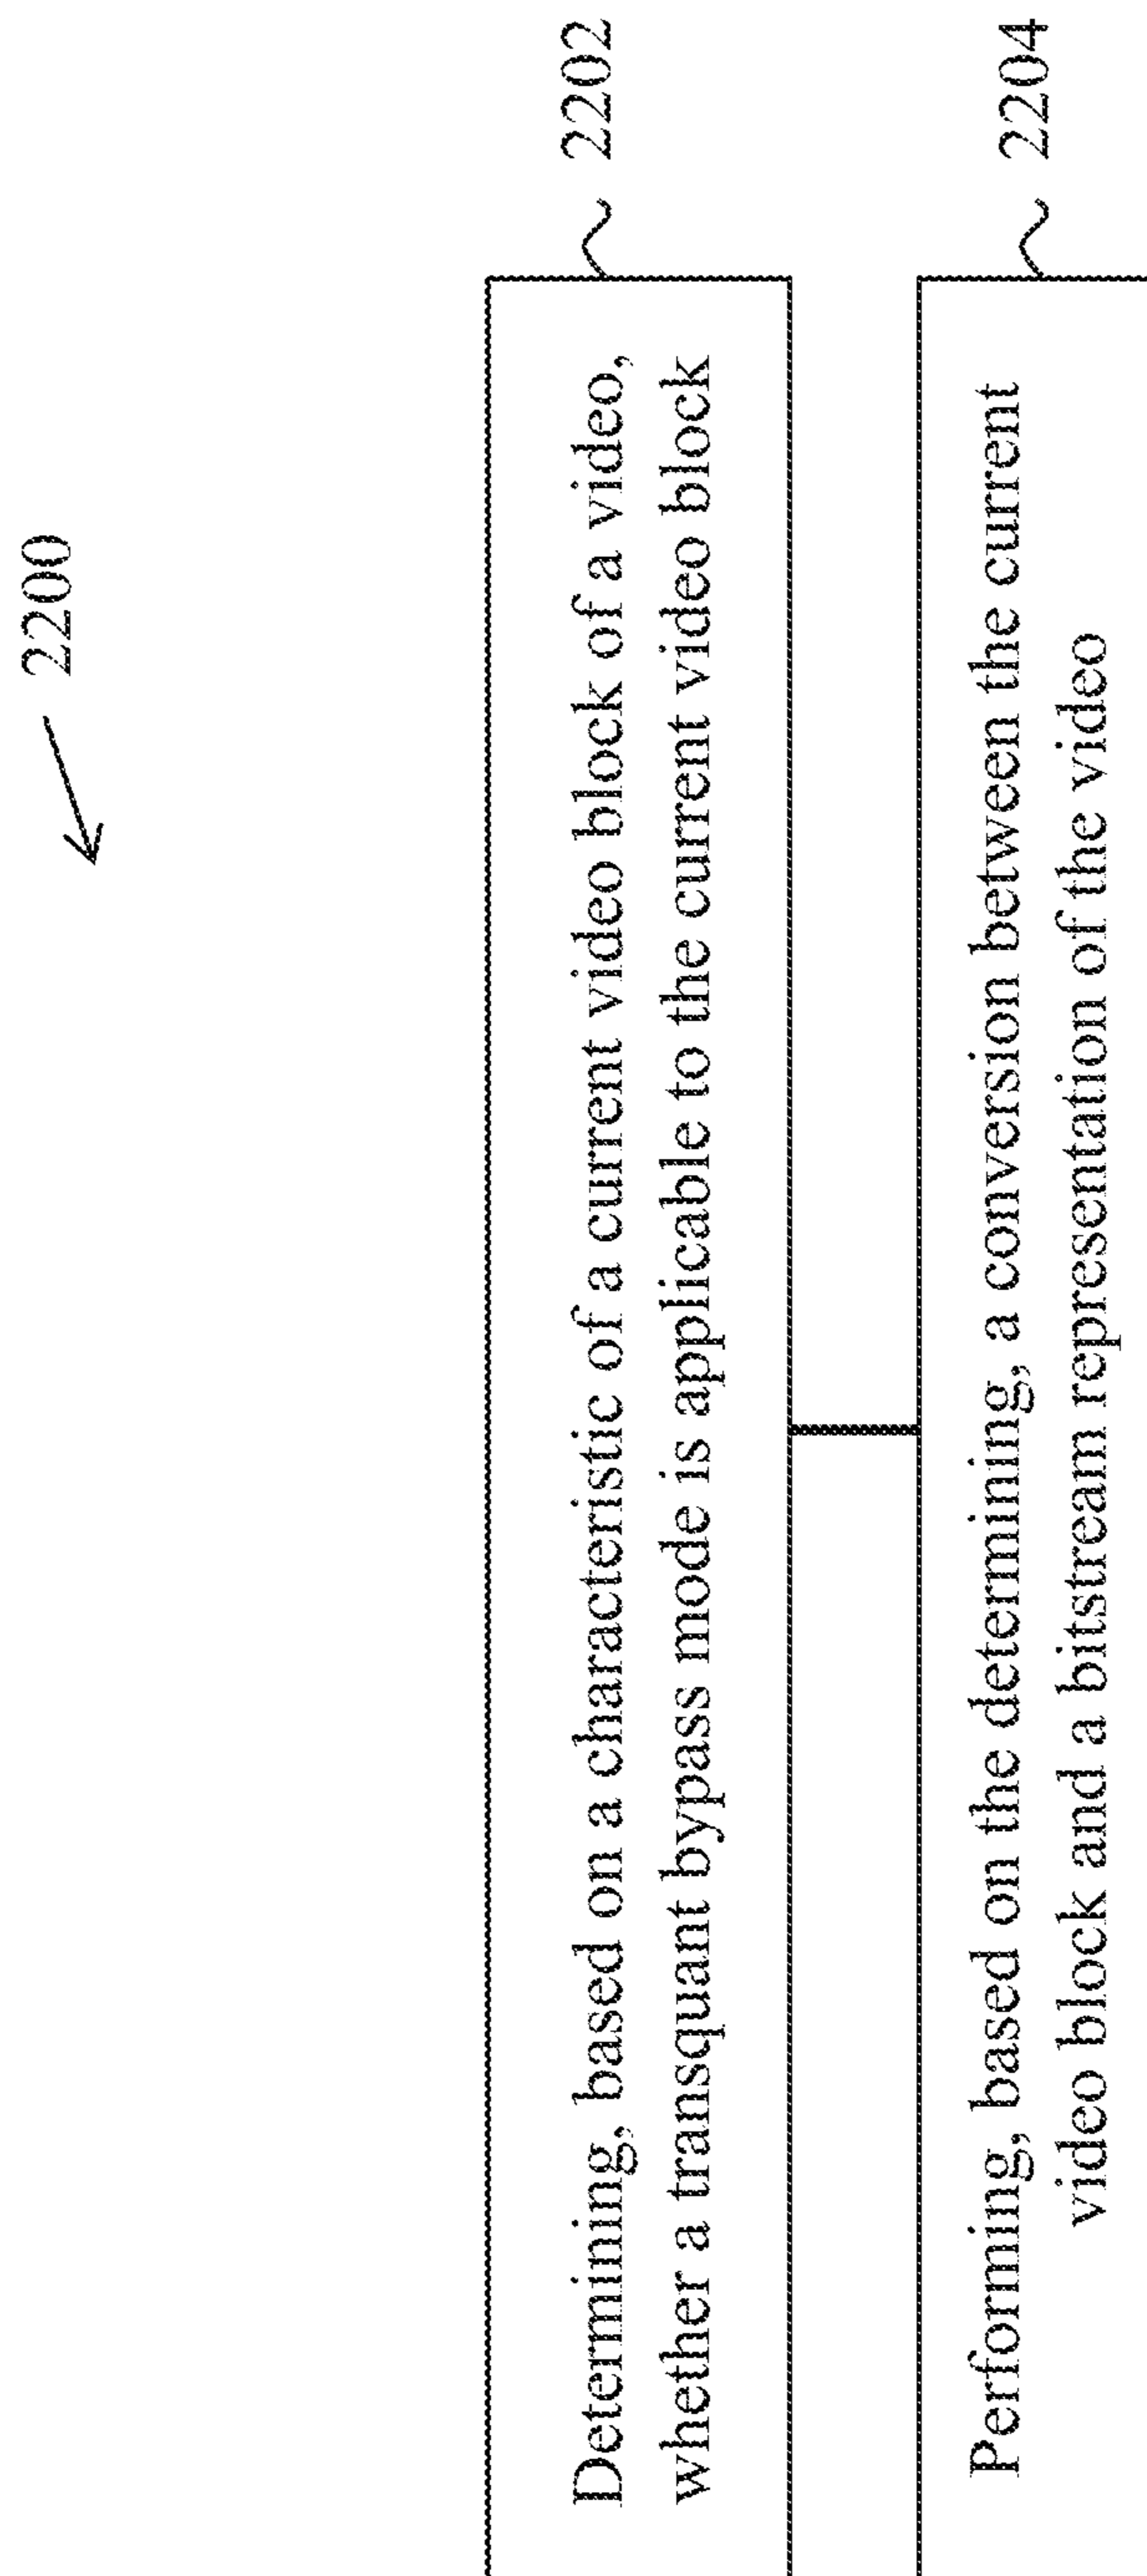 2200
Determining, based on a characteristic of a current video block of a video,
whether a transquant bypass mode is applicable to the current video block
2202
Performing, based on the determining, a conversion between the current
video block and a bitstream representation of the video
2204